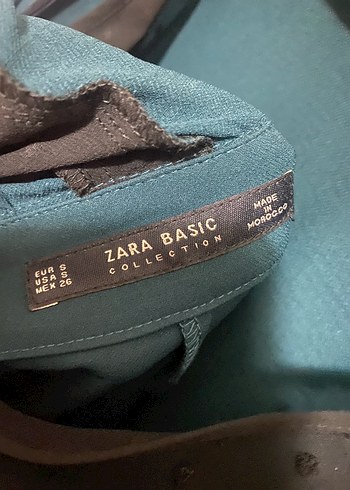 EUR S
USA S
MEX 26
ZARA BASIC
COLLECTION
MADE
IN
MOROCCO